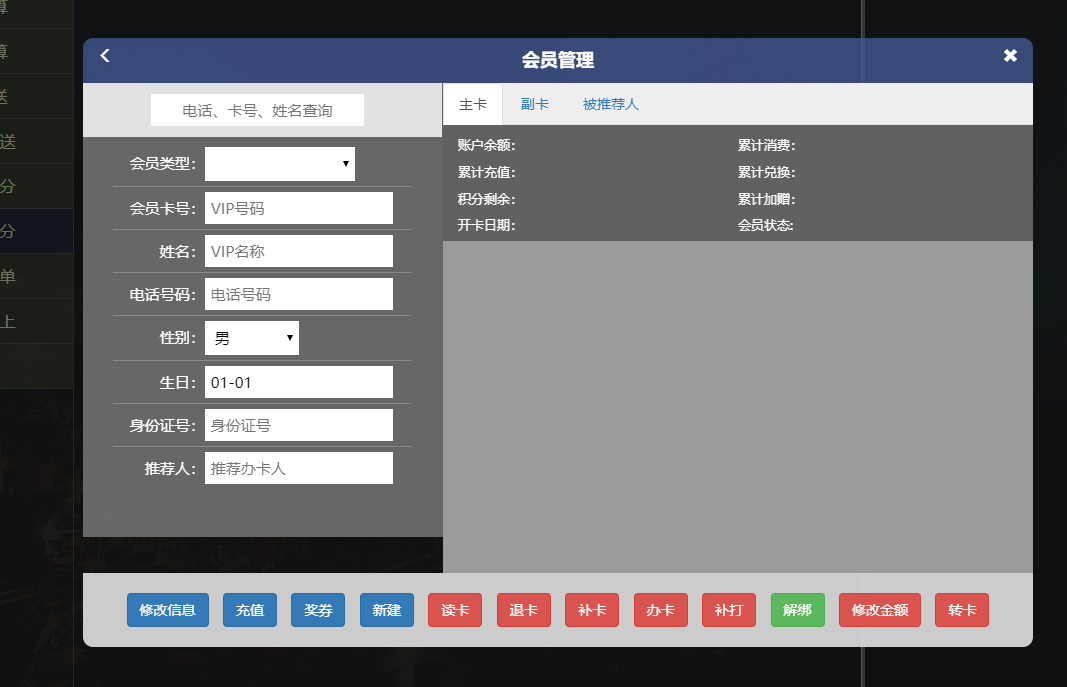 算
算
送
送
分
分
单
上
会员管理
电话、卡号、姓名查询
会员类型:
会员卡号: VIP号码
姓名: VIP名称
电话号码: 电话号码
性别: 男
生日: 01-01
身份证号: 身份证号
推荐人: 推荐办卡人
主卡 副卡 被推荐人
账户余额: 累计消费:
累计充值: 累计兑换:
积分剩余: 累计加赠:
开卡日期: 会员状态:
修改信息 充值 奖券 新建 读卡 退卡 补卡 办卡 补打 解绑 修改金额 转卡